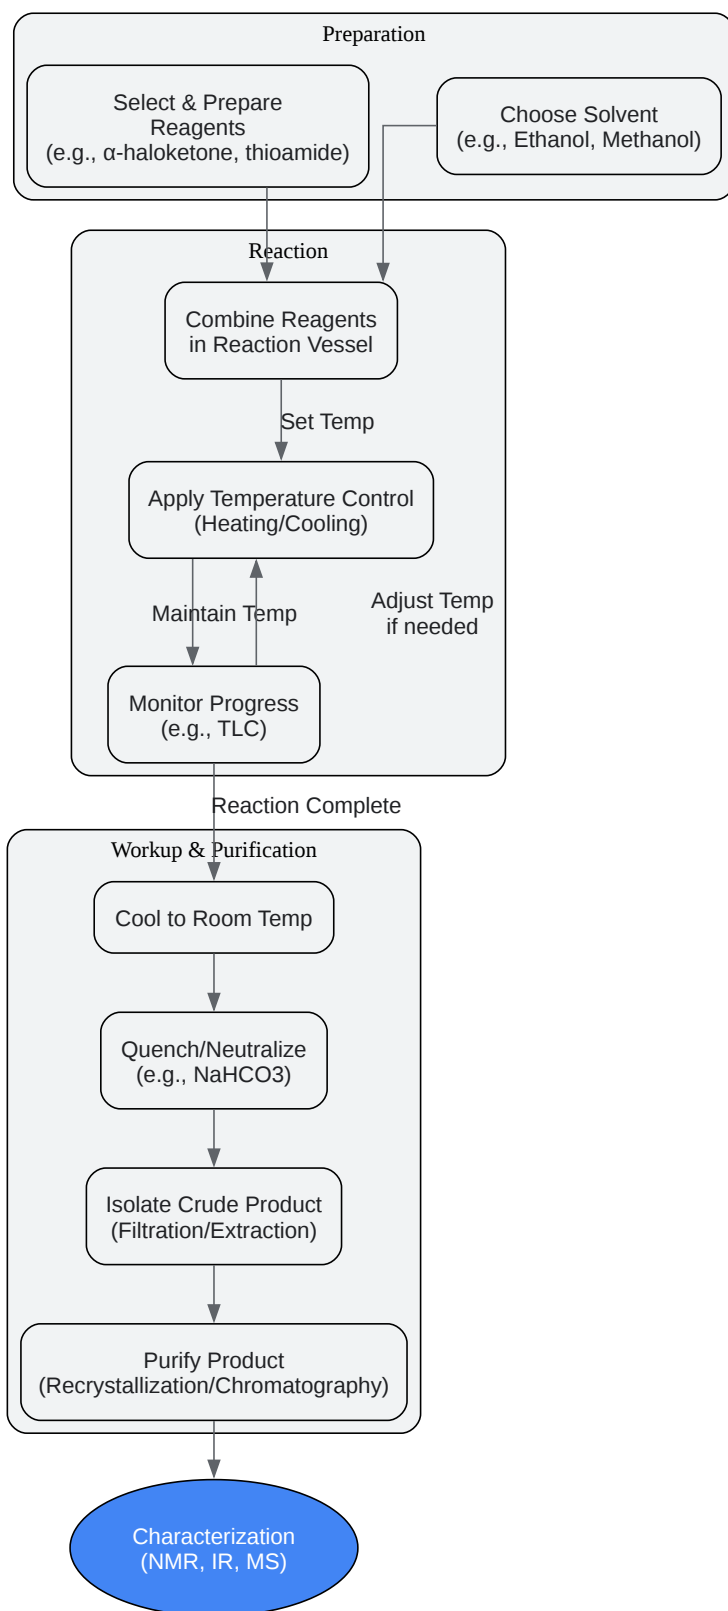 Preparation
Select & Prepare
Reagents
(e.g., α-haloketone, thioamide)
Choose Solvent
(e.g., Ethanol, Methanol)
Reaction
Combine Reagents
in Reaction Vessel
Set Temp
Apply Temperature Control
(Heating/Cooling)
Maintain Temp
Adjust Temp
if needed
Monitor Progress
(e.g., TLC)
Reaction Complete
Workup & Purification
Cool to Room Temp
Quench/Neutralize
(e.g., NaHCO3)
Isolate Crude Product
(Filtration/Extraction)
Purify Product
(Recrystallization/Chromatography)
Characterization
(NMR, IR, MS)